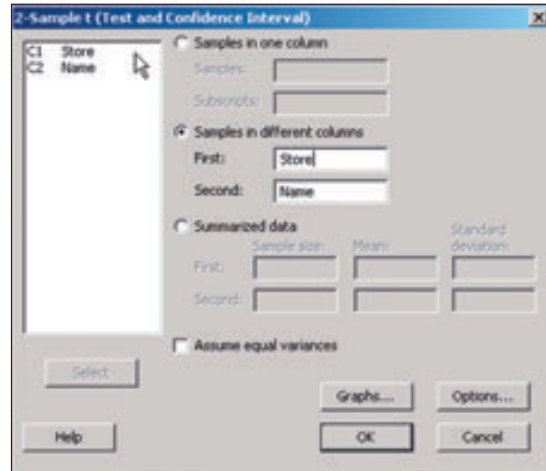 2-Sample t (Test and Confidence Interval)
C1 Store
C2 Name
Samples in one column
Samples:
Subscripts:
Samples in different columns
First: Store
Second: Name
Summarized data
Sample size: Mean: Standard deviation:
First:
Second:
Assume equal variances
Select
Graphs... Options...
Help OK Cancel